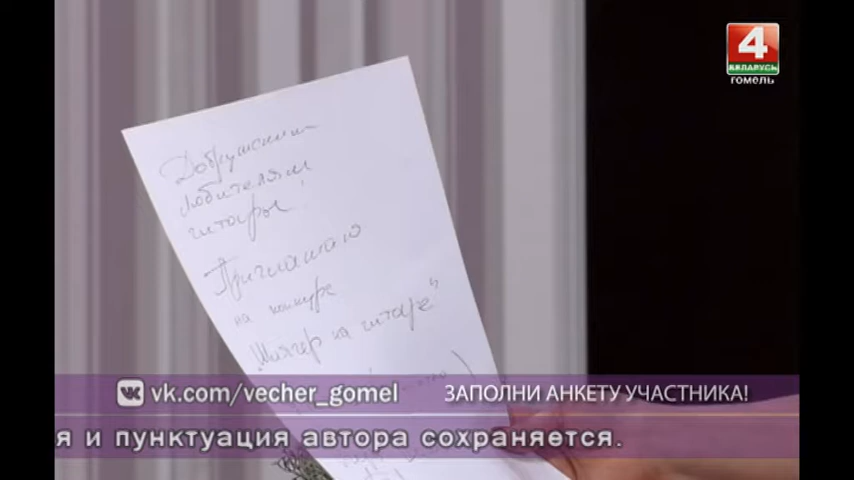 4
БЕЛАРУСЬ
ГОМЕЛЬ
Добрушским
любителям
гитары!
Приглашаю
на конкурс
на гитаре"
vk.com/vecher_gomel
ЗАПОЛНИ АНКЕТУ УЧАСТНИКА!
я и пунктуация автора сохраняется.